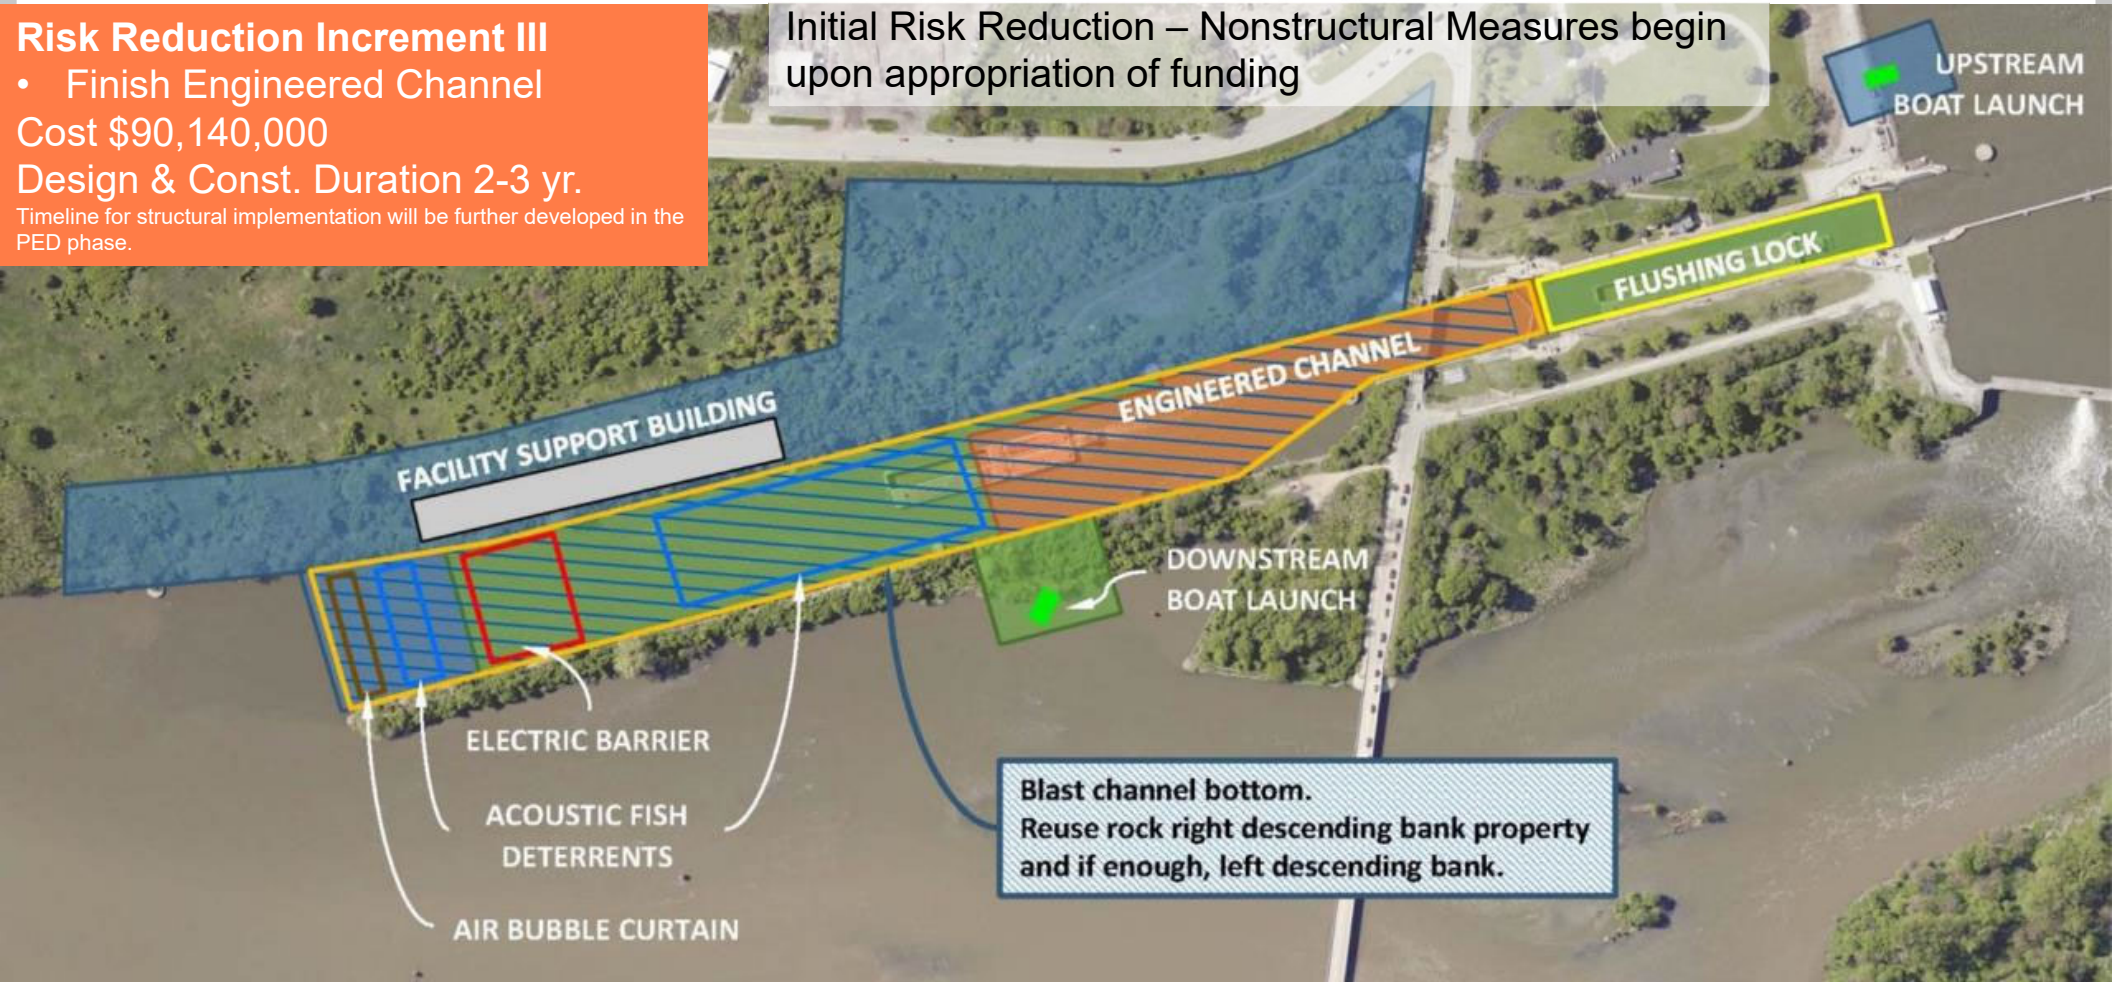 Risk Reduction Increment III
• Finish Engineered Channel
Cost $90,140,000
Design & Const. Duration 2-3 yr.
Timeline for structural implementation will be further developed in the
PED phase.
Initial Risk Reduction – Nonstructural Measures begin
upon appropriation of funding
UPSTREAM
BOAT LAUNCH
FLUSHING LOCK
ENGINEERED CHANNEL
FACILITY SUPPORT BUILDING
DOWNSTREAM
BOAT LAUNCH
ELECTRIC BARRIER
ACOUSTIC FISH
DETERRENTS
AIR BUBBLE CURTAIN
Blast channel bottom.
Reuse rock right descending bank property
and if enough, left descending bank.